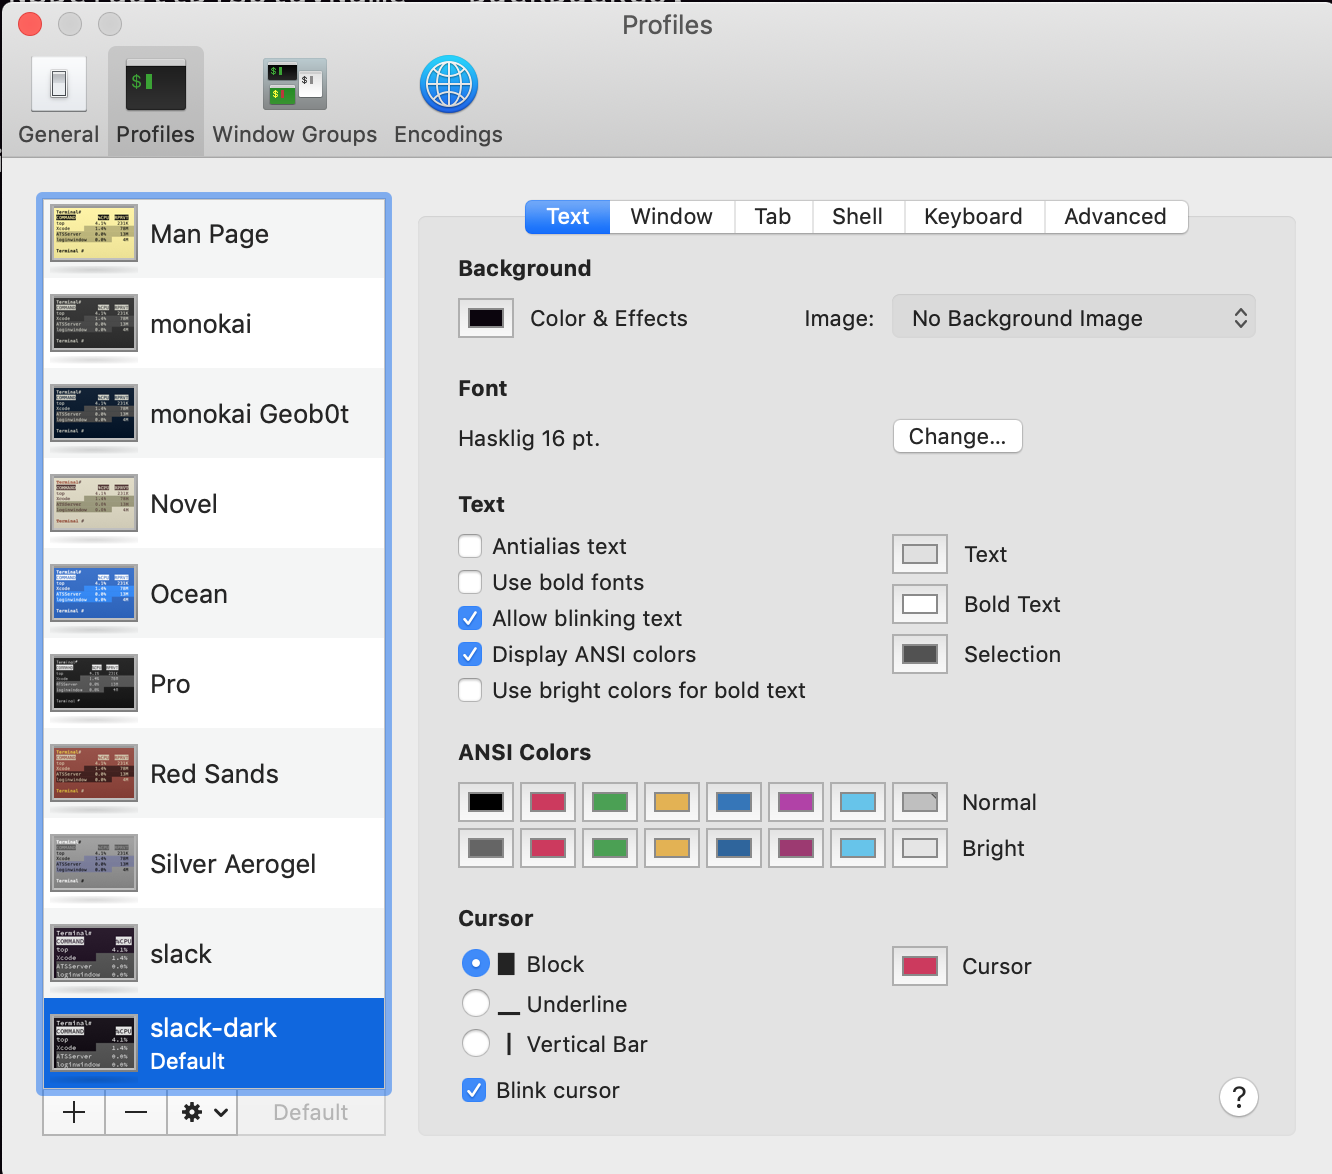 Profiles
General
Profiles
Window Groups
Encodings
Man Page
monokai
monokai Geob0t
Novel
Ocean
Pro
Red Sands
Silver Aerogel
slack
slack-dark
Default
Default
Text
Window
Tab
Shell
Keyboard
Advanced
Background
Color & Effects
Image:
No Background Image
Font
Hasklig 16 pt.
Change...
Text
Antialias text
Use bold fonts
Allow blinking text
Display ANSI colors
Use bright colors for bold text
Text
Bold Text
Selection
ANSI Colors
Normal
Bright
Cursor
Block
Underline
Vertical Bar
Blink cursor
Cursor
?